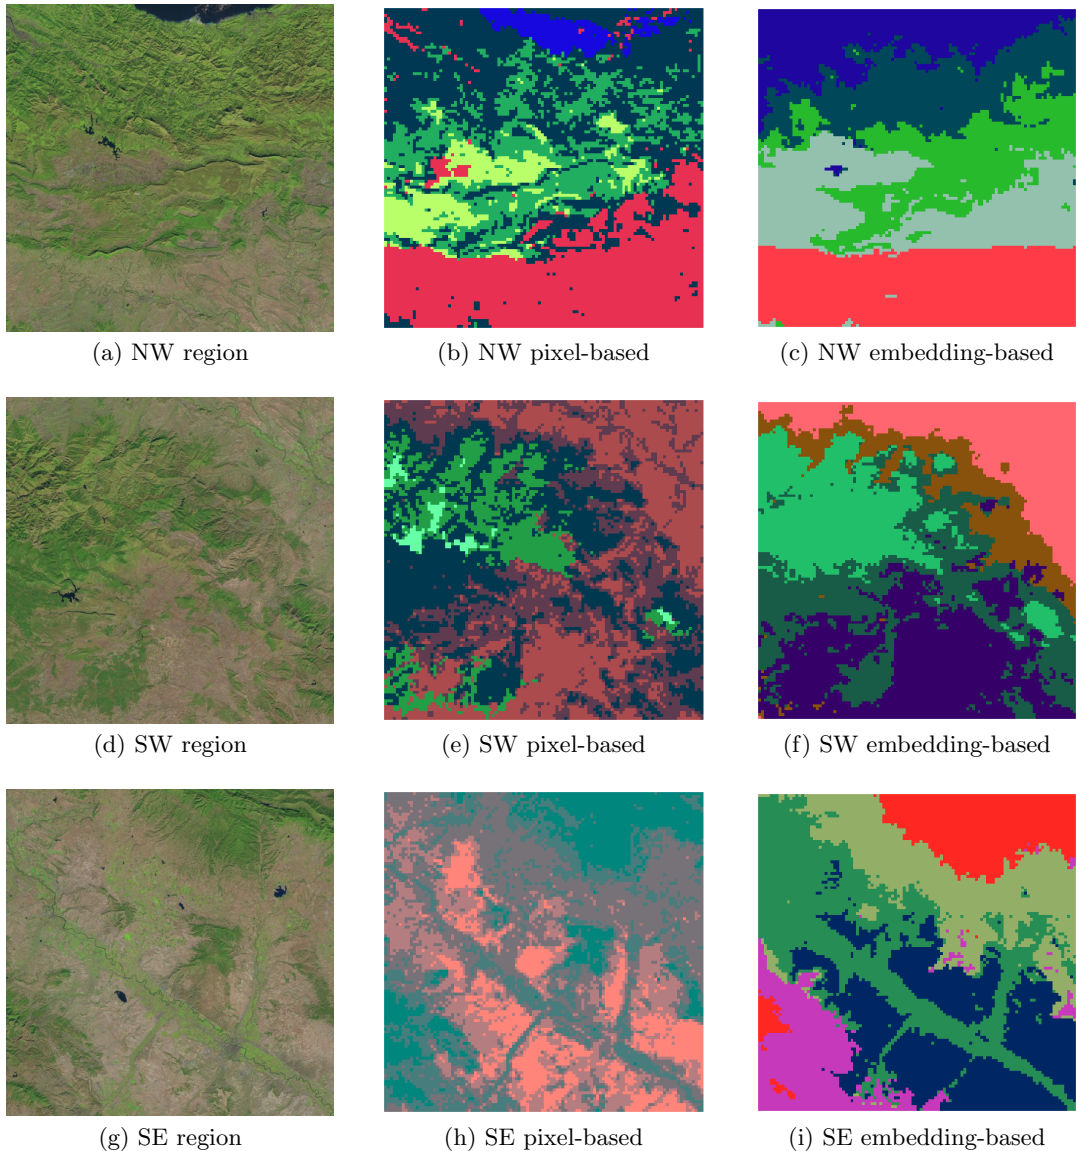 (a) NW region
(b) NW pixel-based
(c) NW embedding-based
(d) SW region
(e) SW pixel-based
(f) SW embedding-based
(g) SE region
(h) SE pixel-based
(i) SE embedding-based